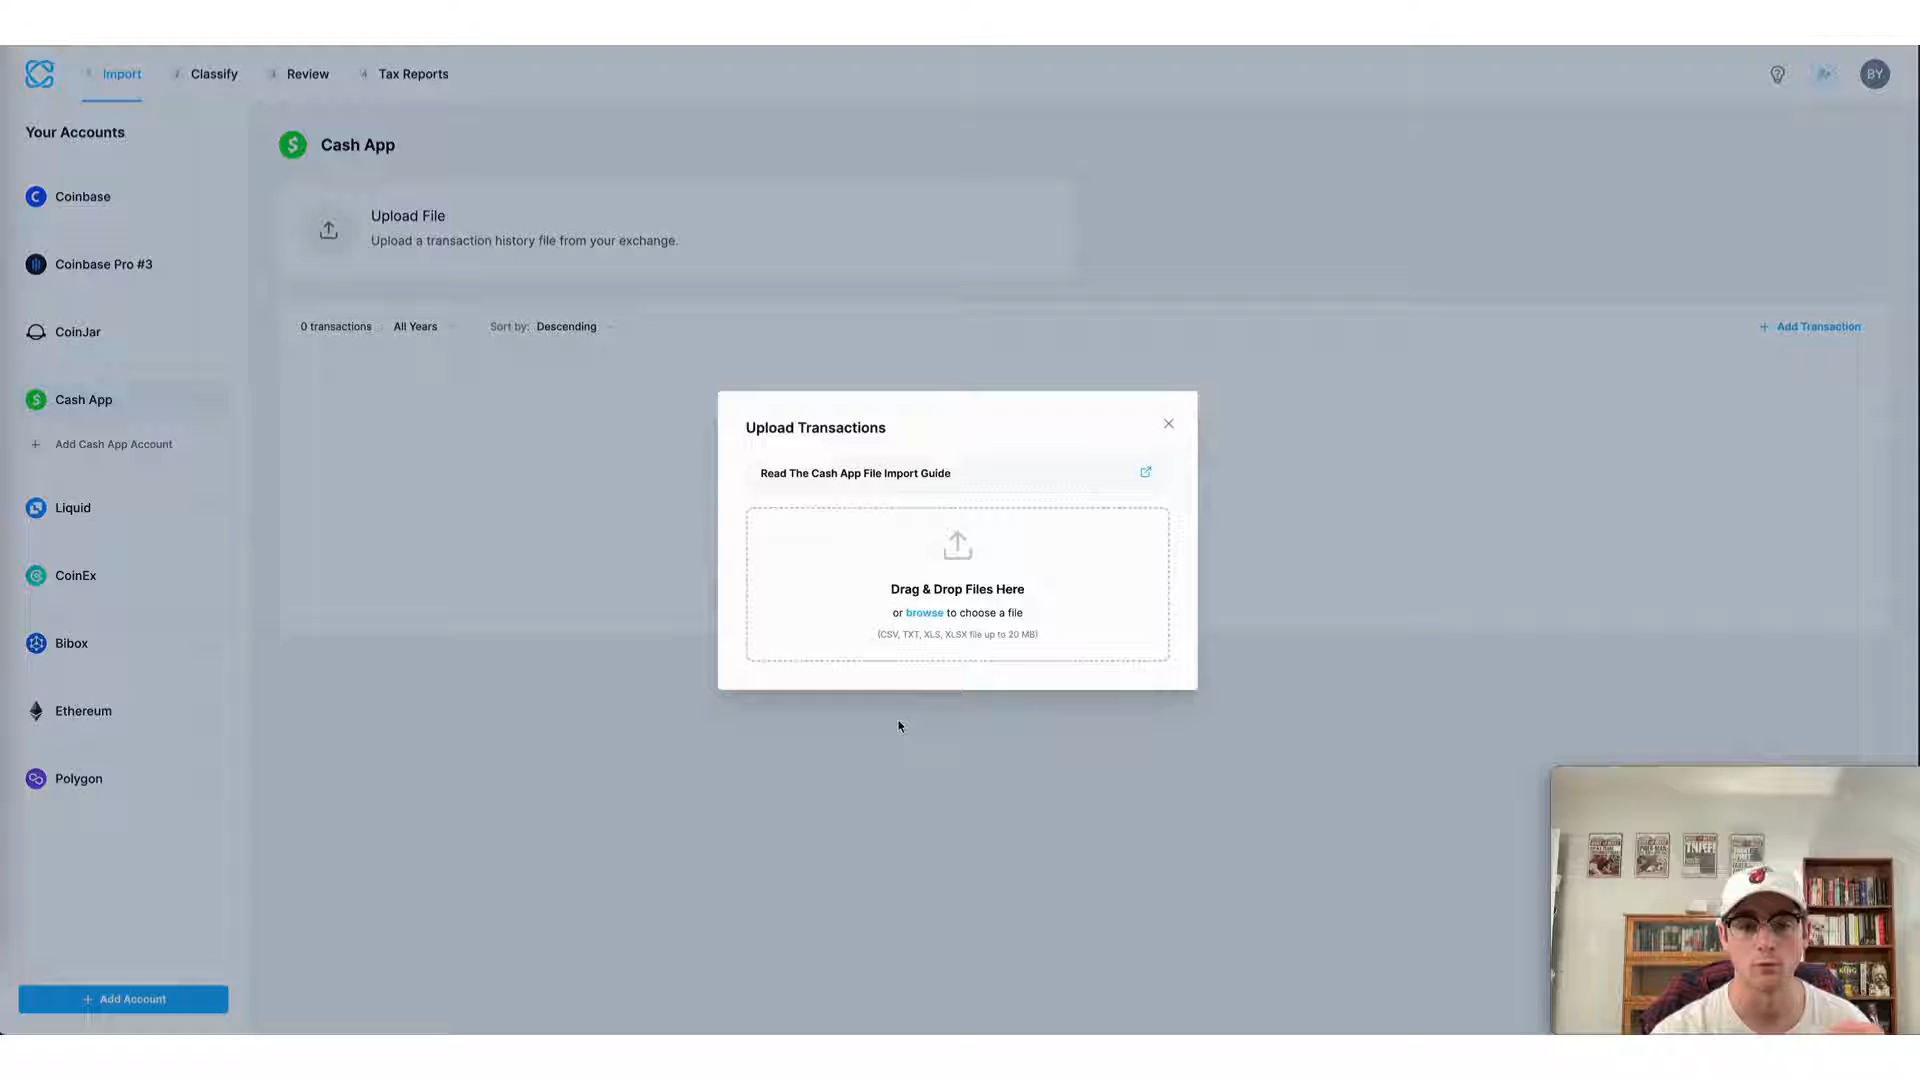 Import
Classify
Review
Tax Reports
BY
Your Accounts
Coinbase
Coinbase Pro #3
CoinJar
Cash App
+ Add Cash App Account
Liquid
CoinEx
Bibox
Ethereum
Polygon
+ Add Account
Cash App
Upload File
Upload a transaction history file from your exchange.
0 transactions All Years Sort by: Descending
+ Add Transaction
Upload Transactions
Read The Cash App File Import Guide
Drag & Drop Files Here
or browse to choose a file
(CSV, TXT, XLS, XLSX file up to 20 MB)
THIEF!
KING